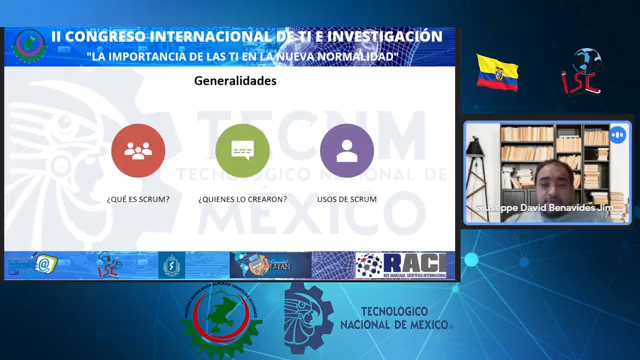 II CONGRESO INTERNACIONAL DE TI E INVESTIGACIÓN
"LA IMPORTANCIA DE LAS TI EN LA NUEVA NORMALIDAD"
Generalidades
TECNM
TECNOLÓGICO NACIONAL DE
MÉXICO
¿QUÉ ES SCRUM?
¿QUIENES LO CREARON?
USOS DE SCRUM
RACI
isc
Giuseppe David Benavides Jim...
TECNOLÓGICO
NACIONAL DE MÉXICO